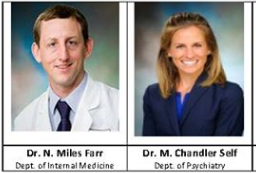 Dr. N. Miles Farr
Dept. of Internal Medicine
Dr. M. Chandler Self
Dept. of Psychiatry